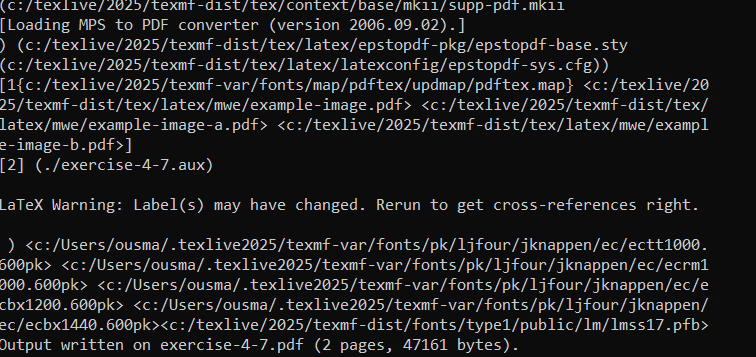 (c:/texlive/2025/texmf-dist/tex/context/base/mkii/supp-pdf.mkii
[Loading MPS to PDF converter (version 2006.09.02).]
) (c:/texlive/2025/texmf-dist/tex/latex/epstopdf-pkg/epstopdf-base.sty
(c:/texlive/2025/texmf-dist/tex/latex/latexconfig/epstopdf-sys.cfg))
[1{c:/texlive/2025/texmf-var/fonts/map/pdftex/updmap/pdftex.map} <c:/texlive/20
25/texmf-dist/tex/latex/mwe/example-image.pdf> <c:/texlive/2025/texmf-dist/tex/
latex/mwe/example-image-a.pdf> <c:/texlive/2025/texmf-dist/tex/latex/mwe/exampl
e-image-b.pdf>]
[2] (./exercise-4-7.aux)
LaTeX Warning: Label(s) may have changed. Rerun to get cross-references right.
) <c:/Users/ousma/.texlive2025/texmf-var/fonts/pk/ljfour/jknappen/ec/ectt1000.
600pk> <c:/Users/ousma/.texlive2025/texmf-var/fonts/pk/ljfour/jknappen/ec/ecrm1
000.600pk> <c:/Users/ousma/.texlive2025/texmf-var/fonts/pk/ljfour/jknappen/ec/e
cbx1200.600pk> <c:/Users/ousma/.texlive2025/texmf-var/fonts/pk/ljfour/jknappen/
ec/ecbx1440.600pk><c:/texlive/2025/texmf-dist/fonts/type1/public/lm/lmss17.pfb>
Output written on exercise-4-7.pdf (2 pages, 47161 bytes).